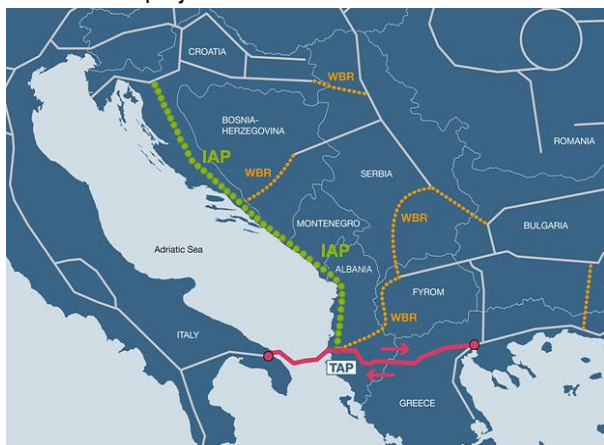 CROATIA
WBR
BOSNIA-
HERZEGOVINA
ROMANIA
IAP
WBR
SERBIA
WBR
MONTENEGRO
BULGARIA
Adriatic Sea
IAP
ALBANIA
FYROM
WBR
ITALY
TAP
GREECE